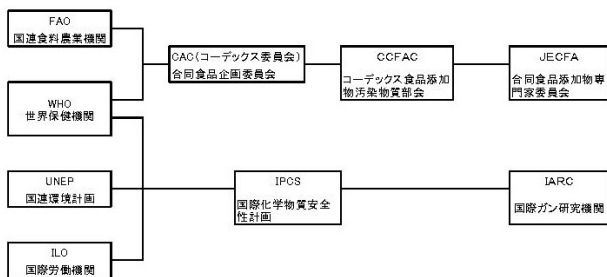 FAO
国連食料農業機関
CAC(コーデックス委員会)
合同食品企画委員会
CCFAC
コーデックス食品添加
物汚染物質部会
JECFA
合同食品添加物専
門家委員会
WHO
世界保健機関
UNEP
国連環境計画
IPCS
国際化学物質安全
性計画
IARC
国際ガン研究機関
ILO
国際労働機関